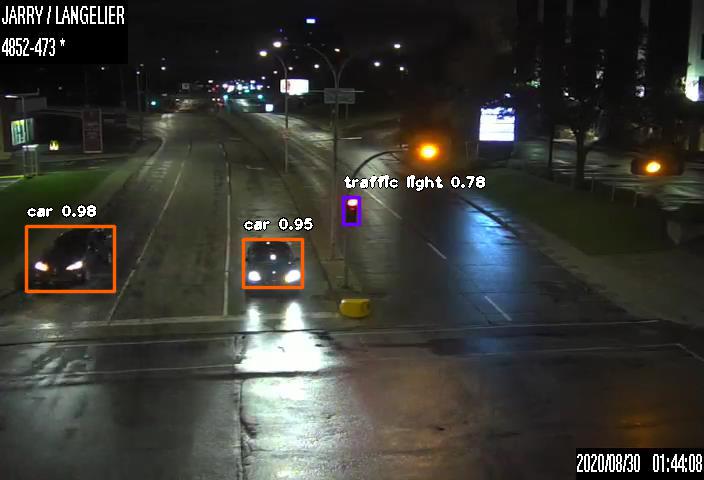 JARRY / LANGELIER
4852-473 *
traffic light 0.78
car 0.98
car 0.95
2020/08/30 01:44:08